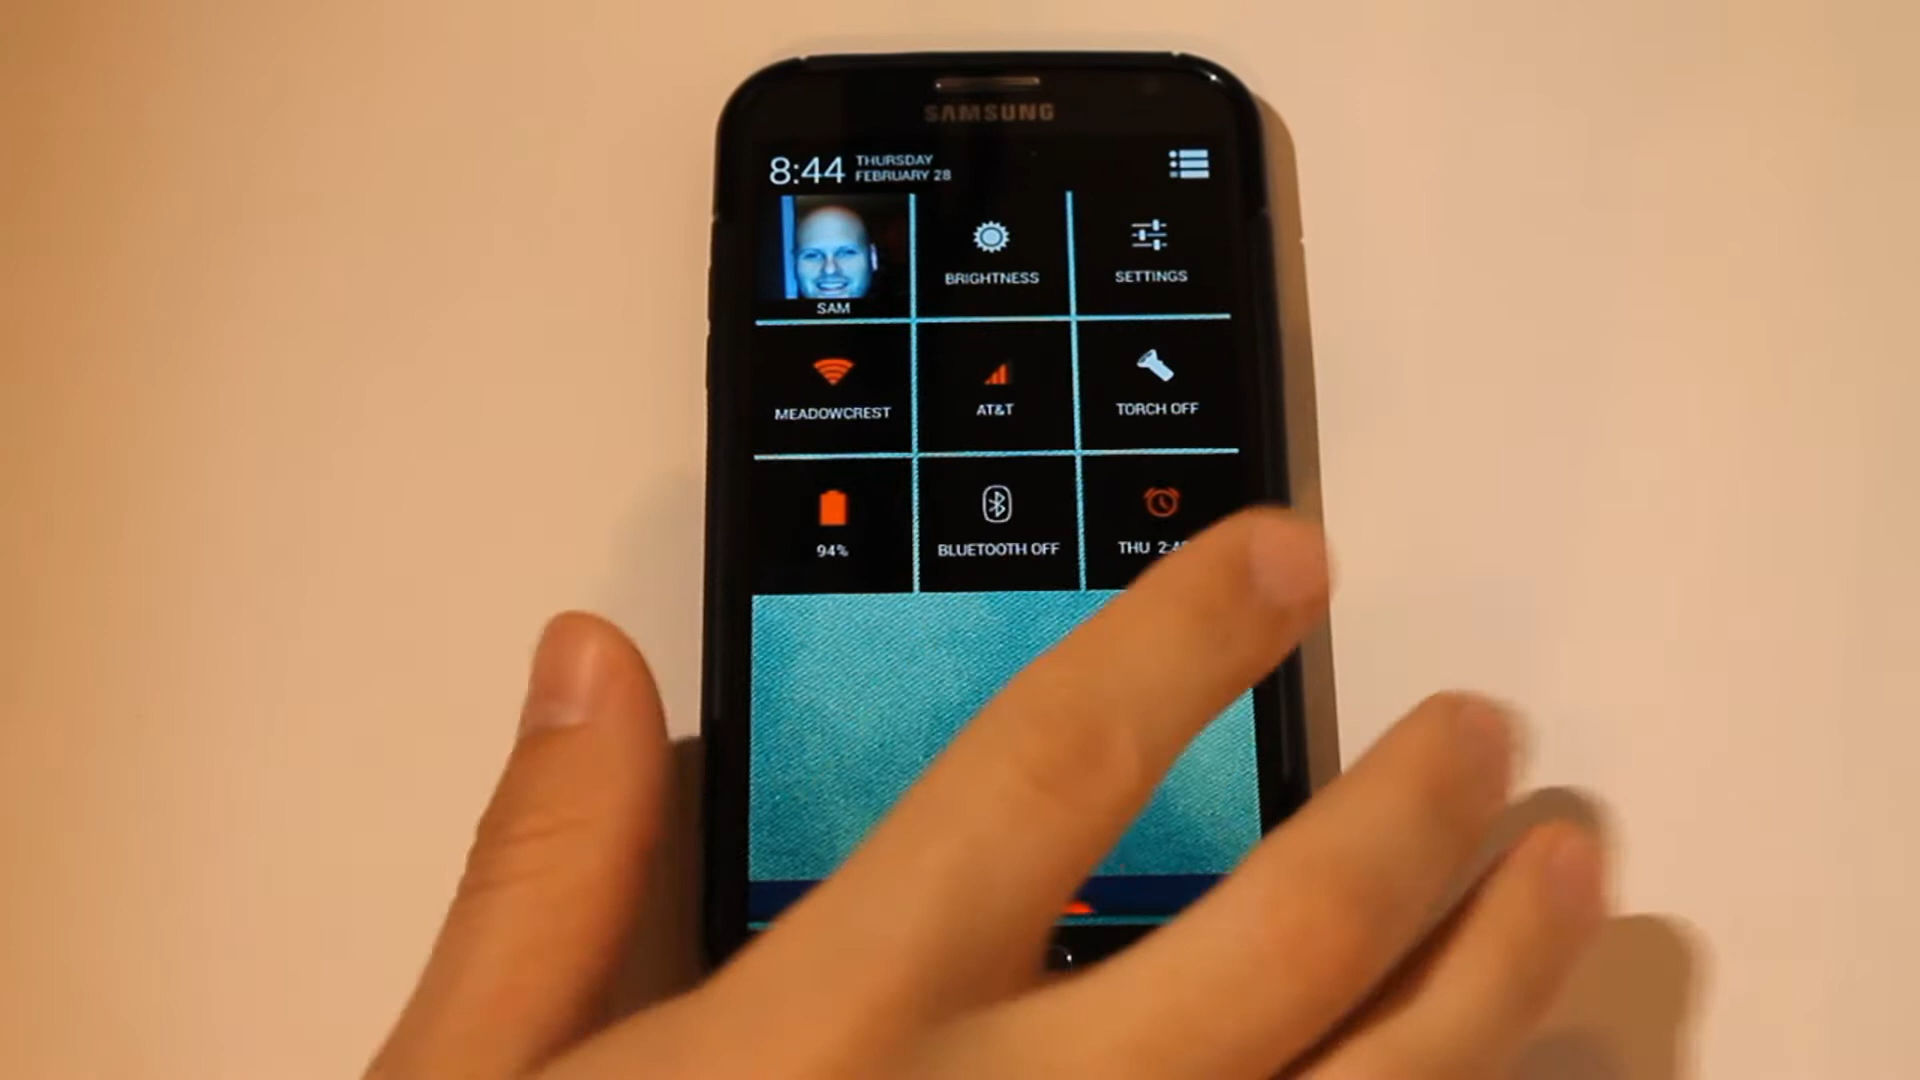 SAMSUNG
8:44 THURSDAY
FEBRUARY 28
SAM
BRIGHTNESS
SETTINGS
MEADOWCREST
AT&T
TORCH OFF
94%
BLUETOOTH OFF
THU